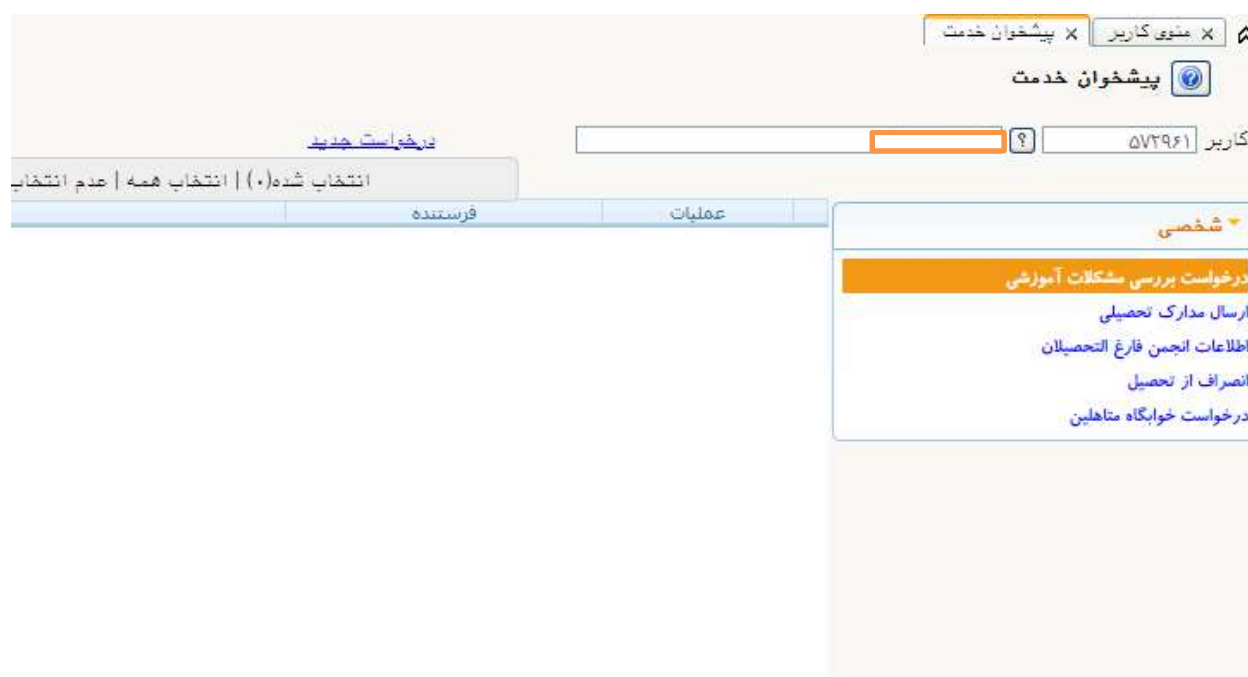 منوی کاربر x پیشخوان خدمت x
پیشخوان خدمت
کاربر ۵۷۲۹۶۱ ? درخواست جدید
انتخاب شده(۰) | انتخاب همه | عدم انتخاب
عملیات فرستنده
شخصی
درخواست بررسی مشکلات آموزشی
ارسال مدارک تحصیلی
اطلاعات انجمن فارغ التحصیلان
انصراف از تحصیل
درخواست خوابگاه متاهلین